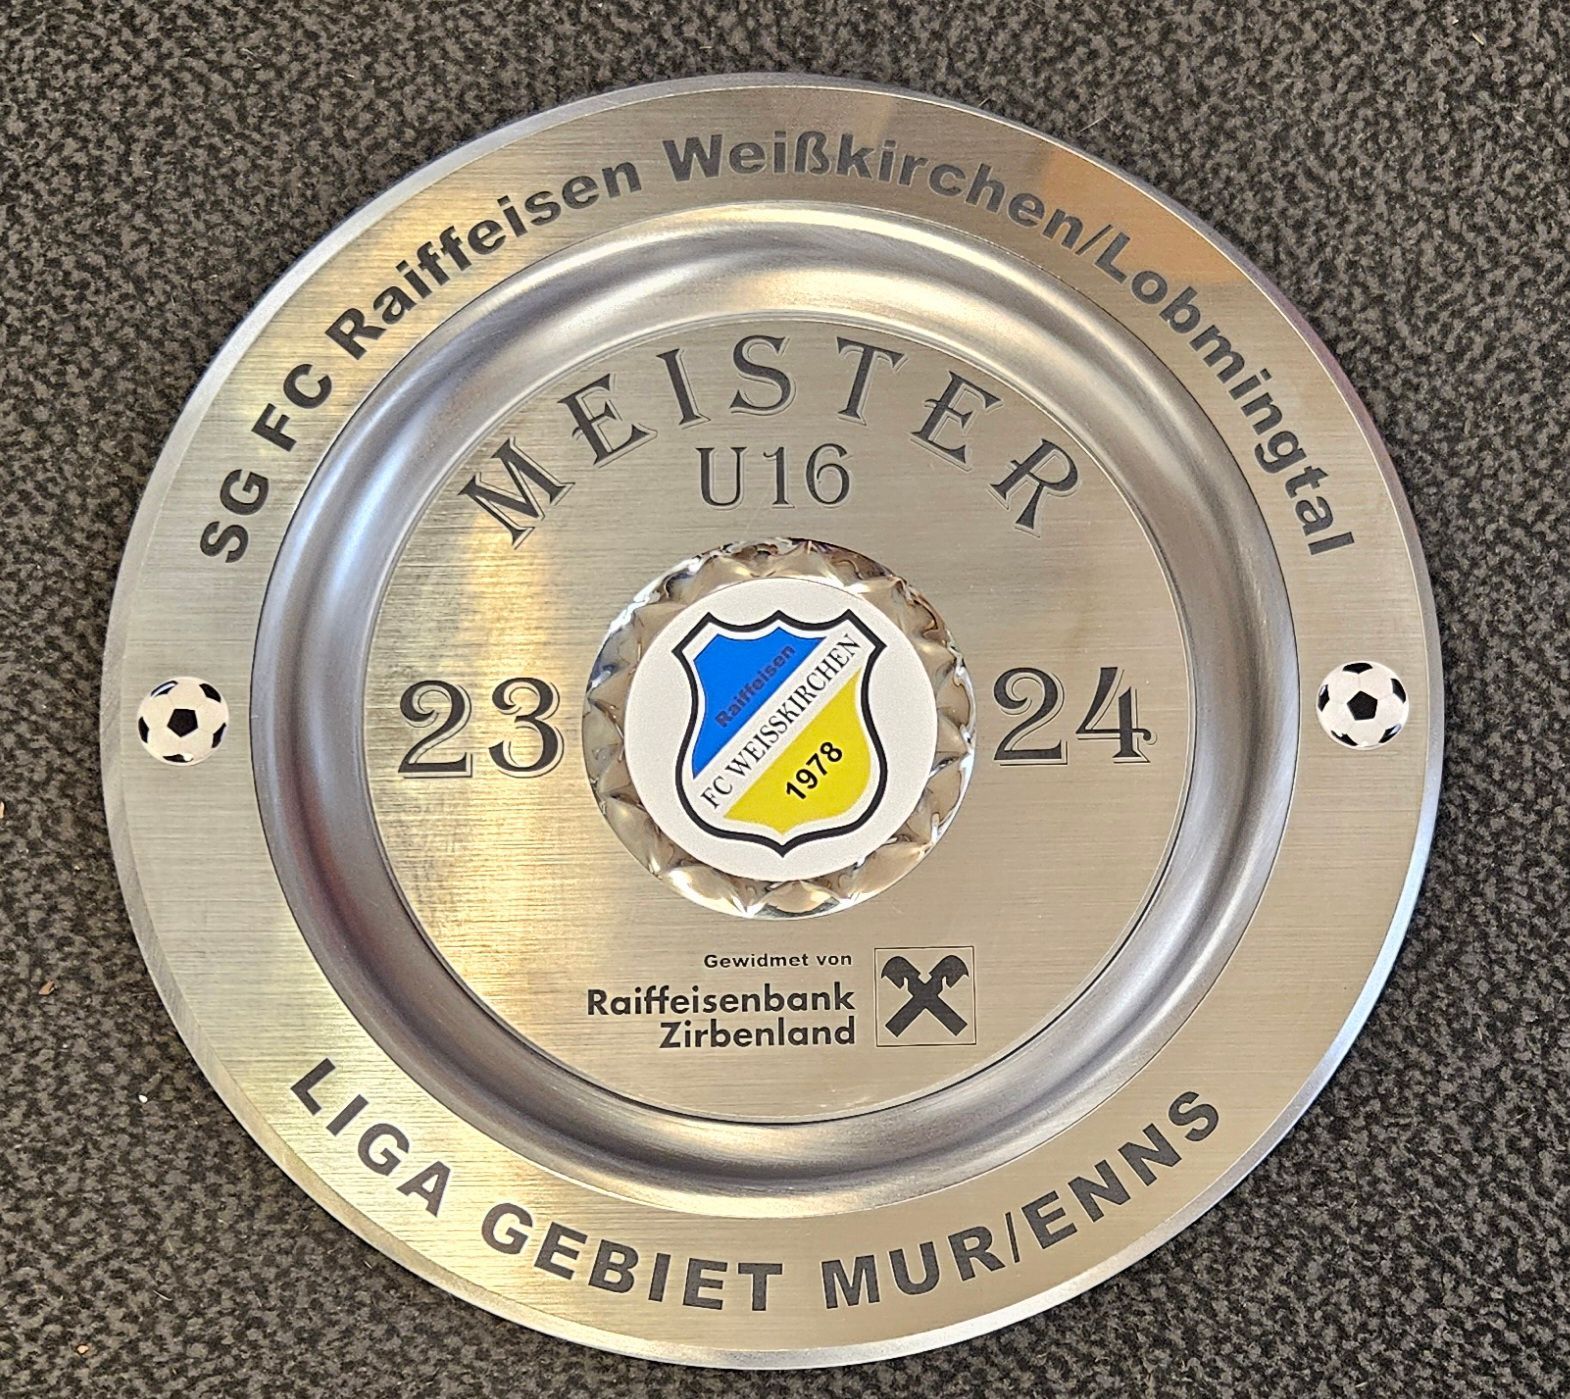 SG FC Raiffeisen Weißkirchen/Lobmingtal
MEISTER
U16
23 24
Raiffeisen
FC WEISSKIRCHEN
1978
Gewidmet von
Raiffeisenbank
Zirbenland
LIGA GEBIET MUR/ENNS